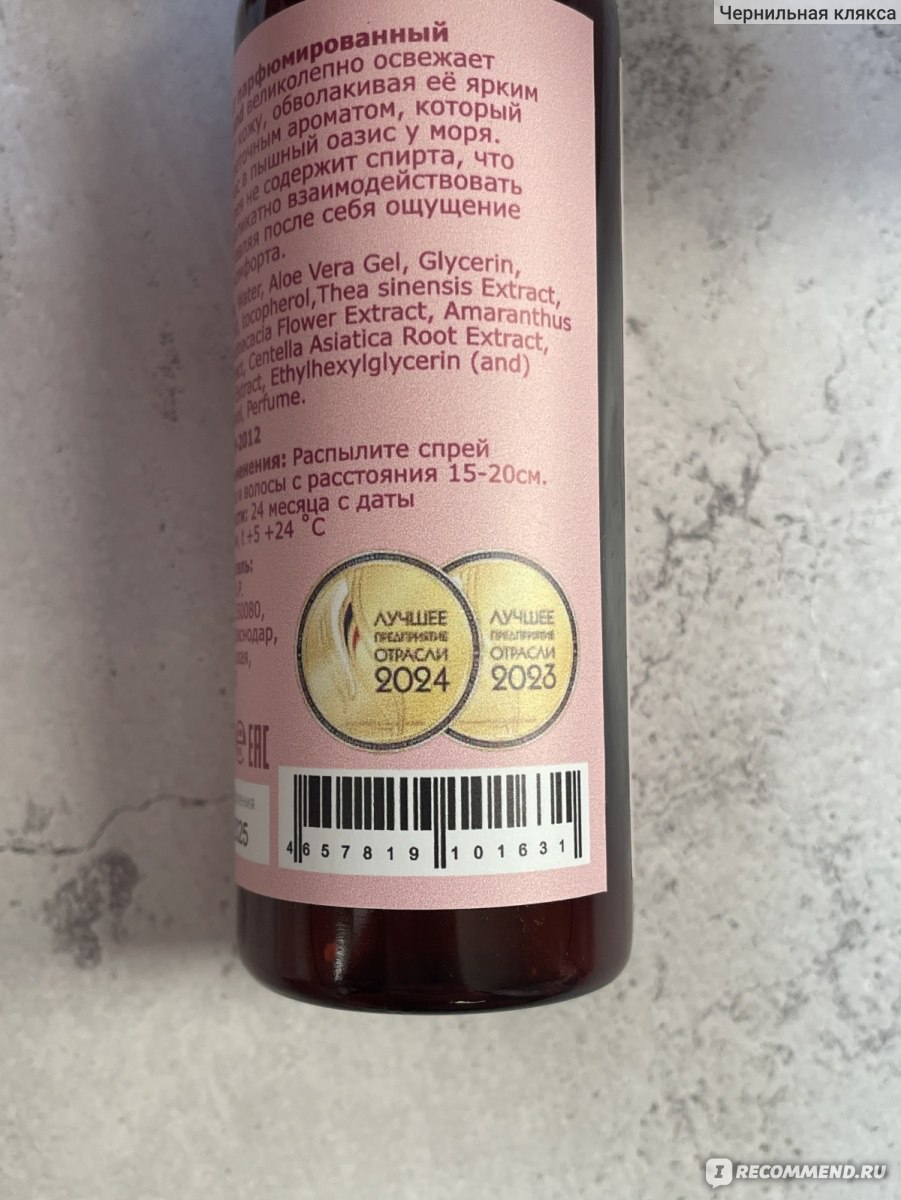 Чернильная клякса
парфюмированный
великолепно освежает
кожу, обволакивая её ярким
ароматом, который
в пышный оазис у моря.
не содержит спирта, что
взаимодействовать
после себя ощущение
Aloe Vera Gel, Glycerin,
tocopherol,Thea sinensis Extract,
Flower Extract, Amaranthus
Centella Asiatica Root Extract,
Extract, Ethylhexylglycerin (and)
Perfume.
-2012
Распылите спрей
и волосы с расстояния 15-20см.
24 месяца с даты
t +5 +24 °C
ЛУЧШЕЕ ПРЕДПРИЯТИЕ ОТРАСЛИ 2024
ЛУЧШЕЕ ПРЕДПРИЯТИЕ ОТРАСЛИ 2023
EAC
4 657819 101631
IRECOMMEND.RU